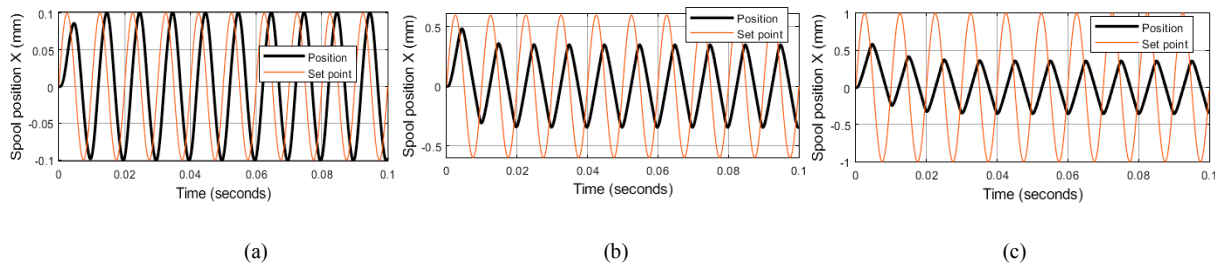 Spool position X (mm)
0.1
0.05
0
-0.05
-0.1
Position
Set point
0
0.02
0.04
0.06
0.08
0.1
Time (seconds)
(a)
Spool position X (mm)
0.5
0
-0.5
Position
Set point
0
0.02
0.04
0.06
0.08
0.1
Time (seconds)
(b)
Spool position X (mm)
1
0.5
0
-0.5
-1
Position
Set point
0
0.02
0.04
0.06
0.08
0.1
Time (seconds)
(c)